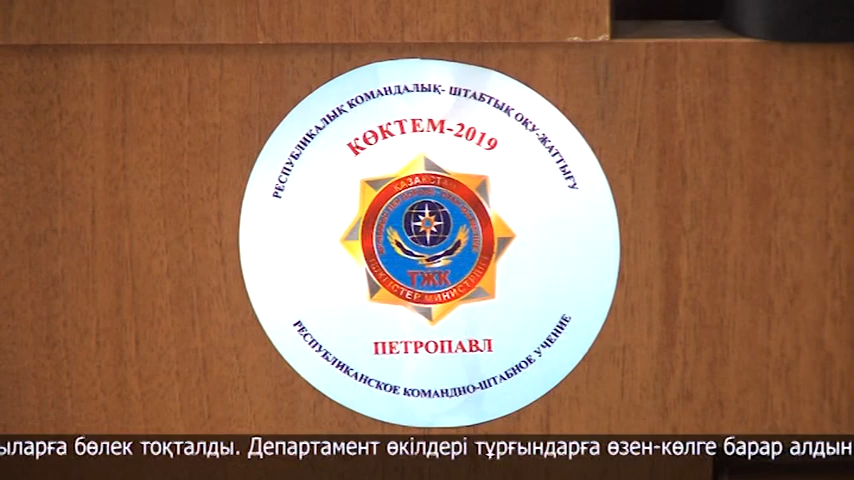 РЕСПУБЛИКАЛЫҚ КОМАНДАЛЫҚ- ШТАБТЫҚ ОҚУ-ЖАТТЫҒУ
КӨКТЕМ-2019
ҚАЗАҚСТАН
ТЖК
МИНИСТРЛІГІ
ПЕТРОПАВЛ
РЕСПУБЛИКАНСКОЕ КОМАНДНО-ШТАБНОЕ УЧЕНИЕ
ыларға бөлек тоқталды. Департамент өкілдері тұрғындарға өзен-көлге барар алдын